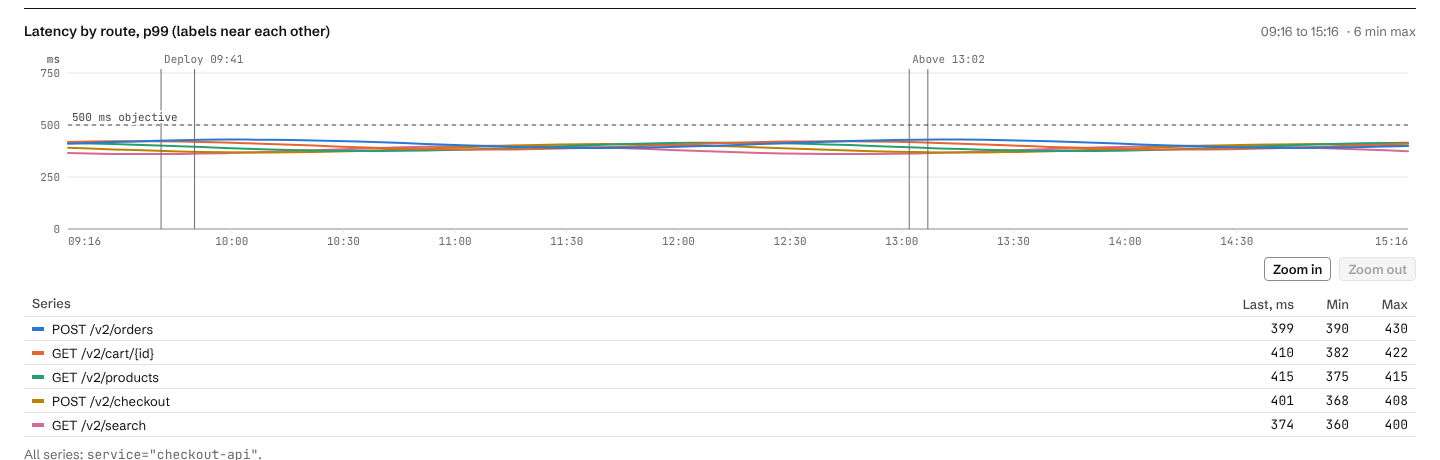 Latency by route, p99 (labels near each other)
09:16 to 15:16 · 6 min max
ms
Deploy 09:41
Above 13:02
750
500 ms objective
500
250
0
09:16 10:00 10:30 11:00 11:30 12:00 12:30 13:00 13:30 14:00 14:30 15:16
Zoom in Zoom out
Series Last, ms Min Max
POST /v2/orders 399 390 430
GET /v2/cart/{id} 410 382 422
GET /v2/products 415 375 415
POST /v2/checkout 401 368 408
GET /v2/search 374 360 400
All series: service="checkout-api".